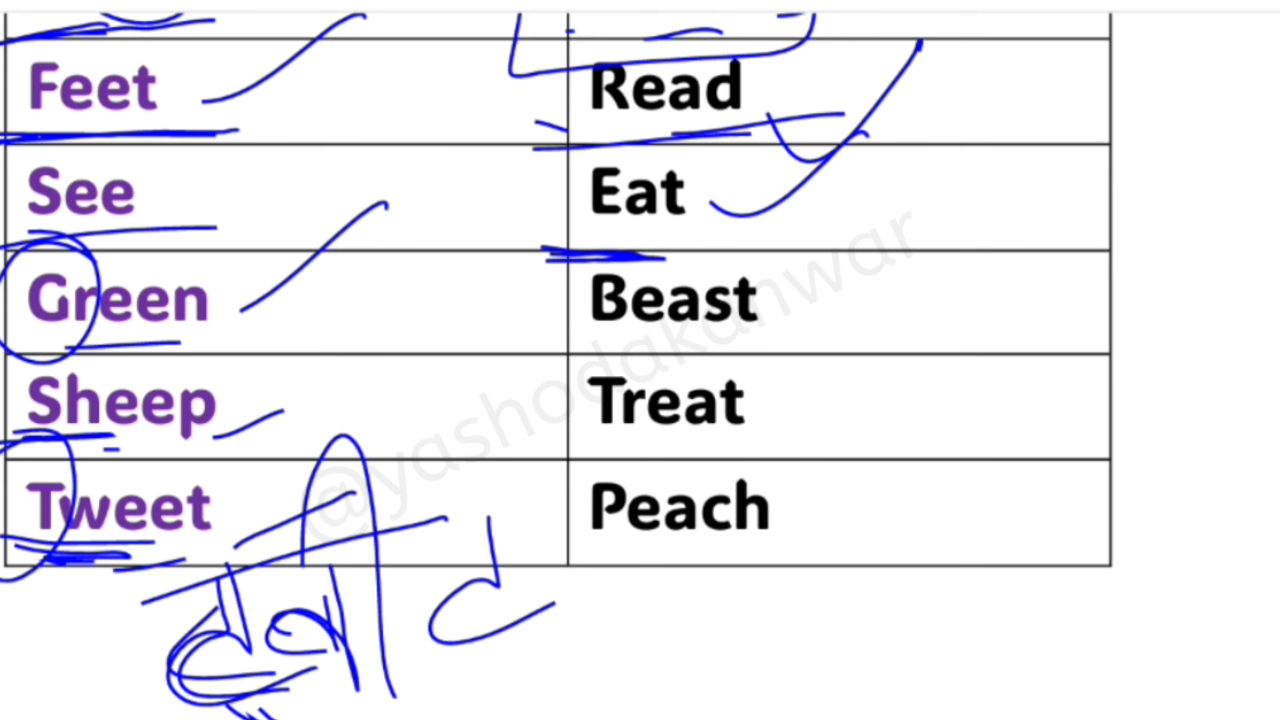 Feet Read
See Eat
Green Beast
Sheep Treat
Tweet Peach
@yashodakanwar
ट्वीट